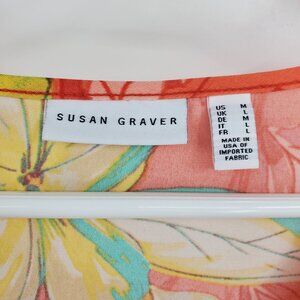 SUSAN GRAVER
US M
UK L
DE L
IT L
FR L
MADE IN
USA OF
IMPORTED
FABRIC